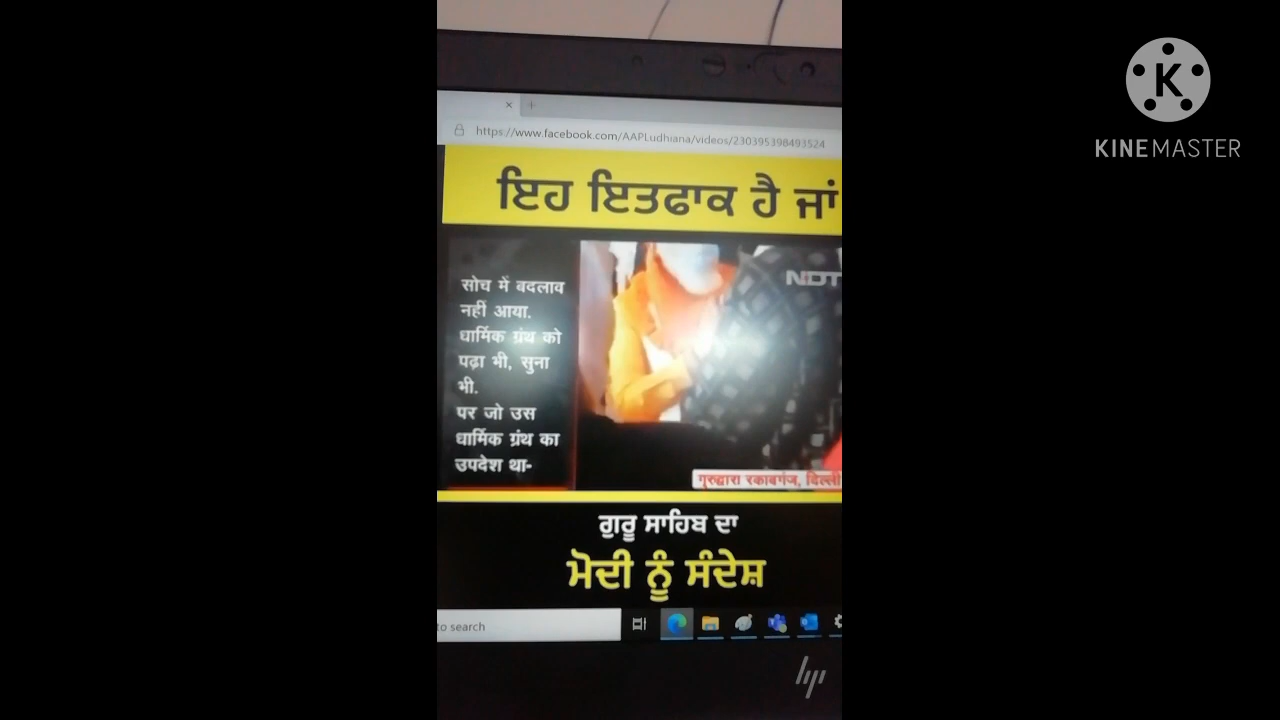 K
KINEMASTER
https://www.facebook.com/AAPLudhiana/videos/230395398493524
ਇਹ ਇਤਫਾਕ ਹੈ ਜਾਂ
NDT
सोच में बदलाव
नहीं आया.
धार्मिक ग्रंथ को
पढ़ा भी, सुना
भी.
पर जो उस
धार्मिक ग्रंथ का
उपदेश था-
गुरुद्वारा रकाबगंज, दिल्ली
ਗੁਰੂ ਸਾਹਿਬ ਦਾ
ਮੋਦੀ ਨੂੰ ਸੰਦੇਸ਼
to search
hp